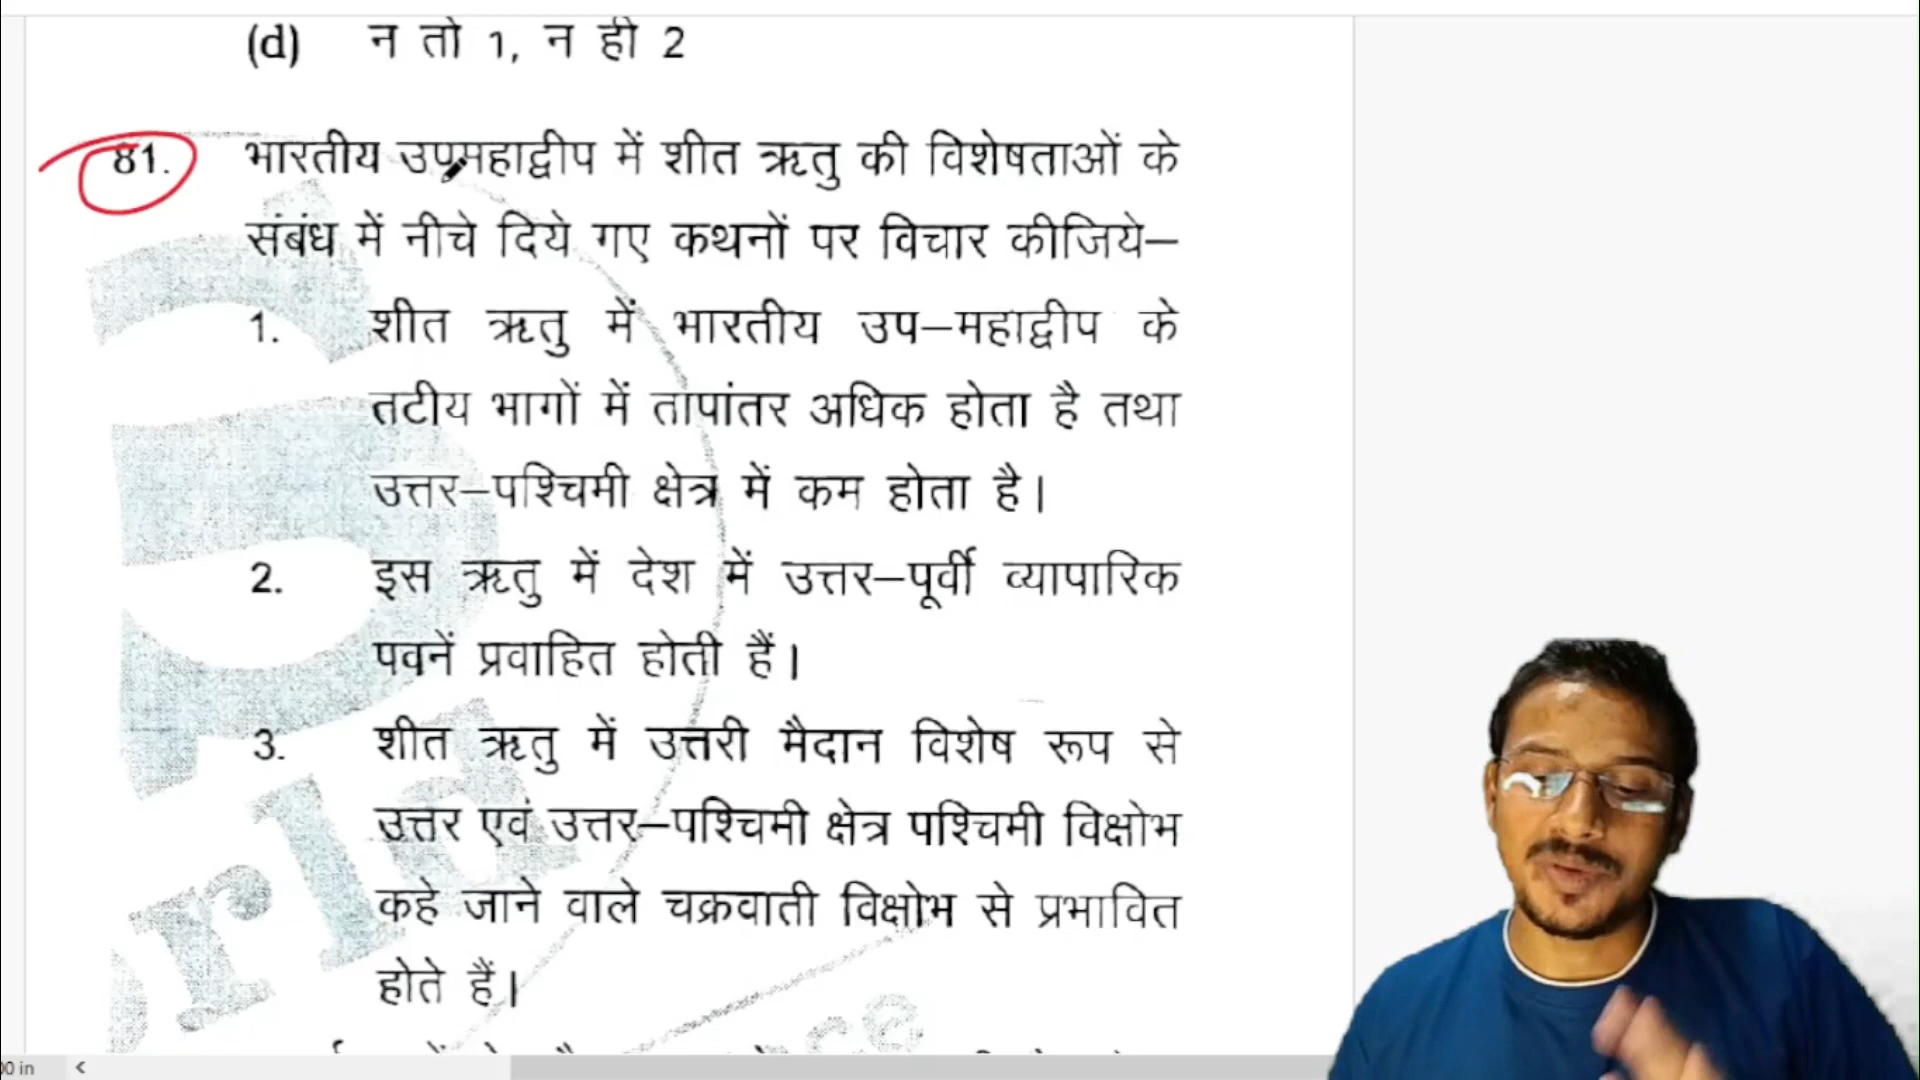 (d) न तो 1, न ही 2
81. भारतीय उपमहाद्वीप में शीत ऋतु की विशेषताओं के
संबंध में नीचे दिये गए कथनों पर विचार कीजिये–
1. शीत ऋतु में भारतीय उप–महाद्वीप के
तटीय भागों में तापांतर अधिक होता है तथा
उत्तर–पश्चिमी क्षेत्र में कम होता है।
2. इस ऋतु में देश में उत्तर–पूर्वी व्यापारिक
पवनें प्रवाहित होती हैं।
3. शीत ऋतु में उत्तरी मैदान विशेष रूप से
उत्तर एवं उत्तर–पश्चिमी क्षेत्र पश्चिमी विक्षोभ
कहे जाने वाले चक्रवाती विक्षोभ से प्रभावित
होते हैं।